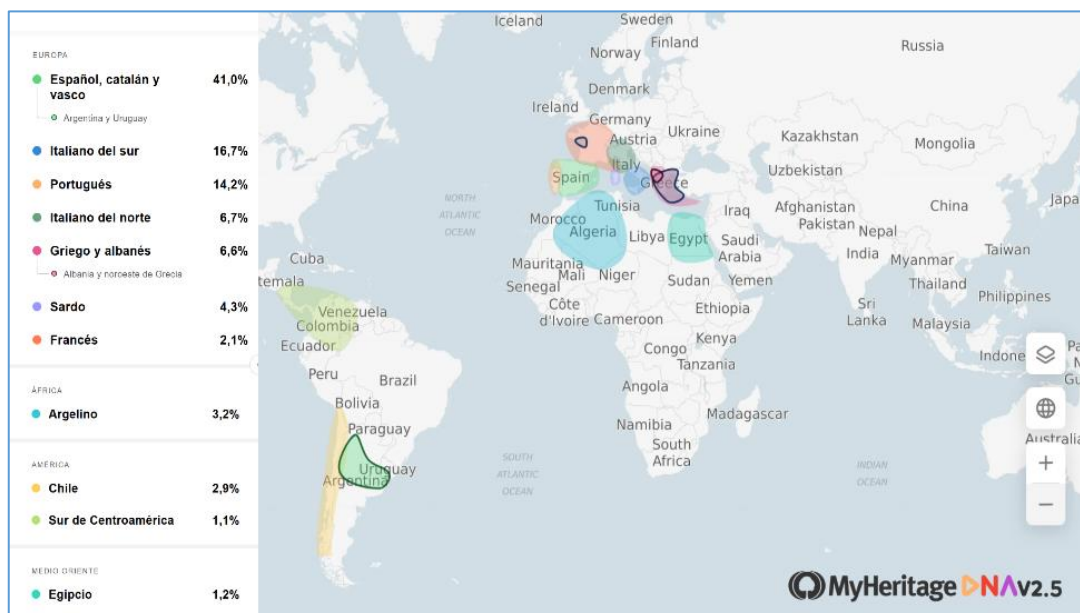 EUROPA
Español, catalán y
vasco
41,0%
Argentina y Uruguay
Italiano del sur 16,7%
Portugués 14,2%
Italiano del norte 6,7%
Griego y albanés 6,6%
Albania y noroeste de Grecia
Sardo 4,3%
Francés 2,1%
ÁFRICA
Argelino 3,2%
AMÉRICA
Chile 2,9%
Sur de Centroamérica 1,1%
MEDIO ORIENTE
Egipcio 1,2%
Iceland
Sweden
Finland
Norway
Russia
Denmark
Ireland
Germany
Austria
Ukraine
Kazakhstan
Mongolia
Italy
Uzbekistan
Spain
Greece
NORTH
ATLANTIC
OCEAN
Tunisia
Morocco
Iraq
Afghanistan
China
Pakistan
Nepal
Algeria
Libya
Egypt
Saudi
Arabia
India
Myanmar
Taiwan
Cuba
Mauritania
Mali
Niger
Sudan
Yemen
Thailand
Senegal
Philippines
Venezuela
Colombia
Côte
d'Ivoire
Cameroon
Ethiopia
Sri
Lanka
Malaysia
Ecuador
Kenya
Congo
Tanzania
Peru
Brazil
Angola
Bolivia
Madagascar
Paraguay
Namibia
South
Africa
Uruguay
Argentina
SOUTH
ATLANTIC
OCEAN
INDIAN
OCEAN
MyHeritage DNAv2.5